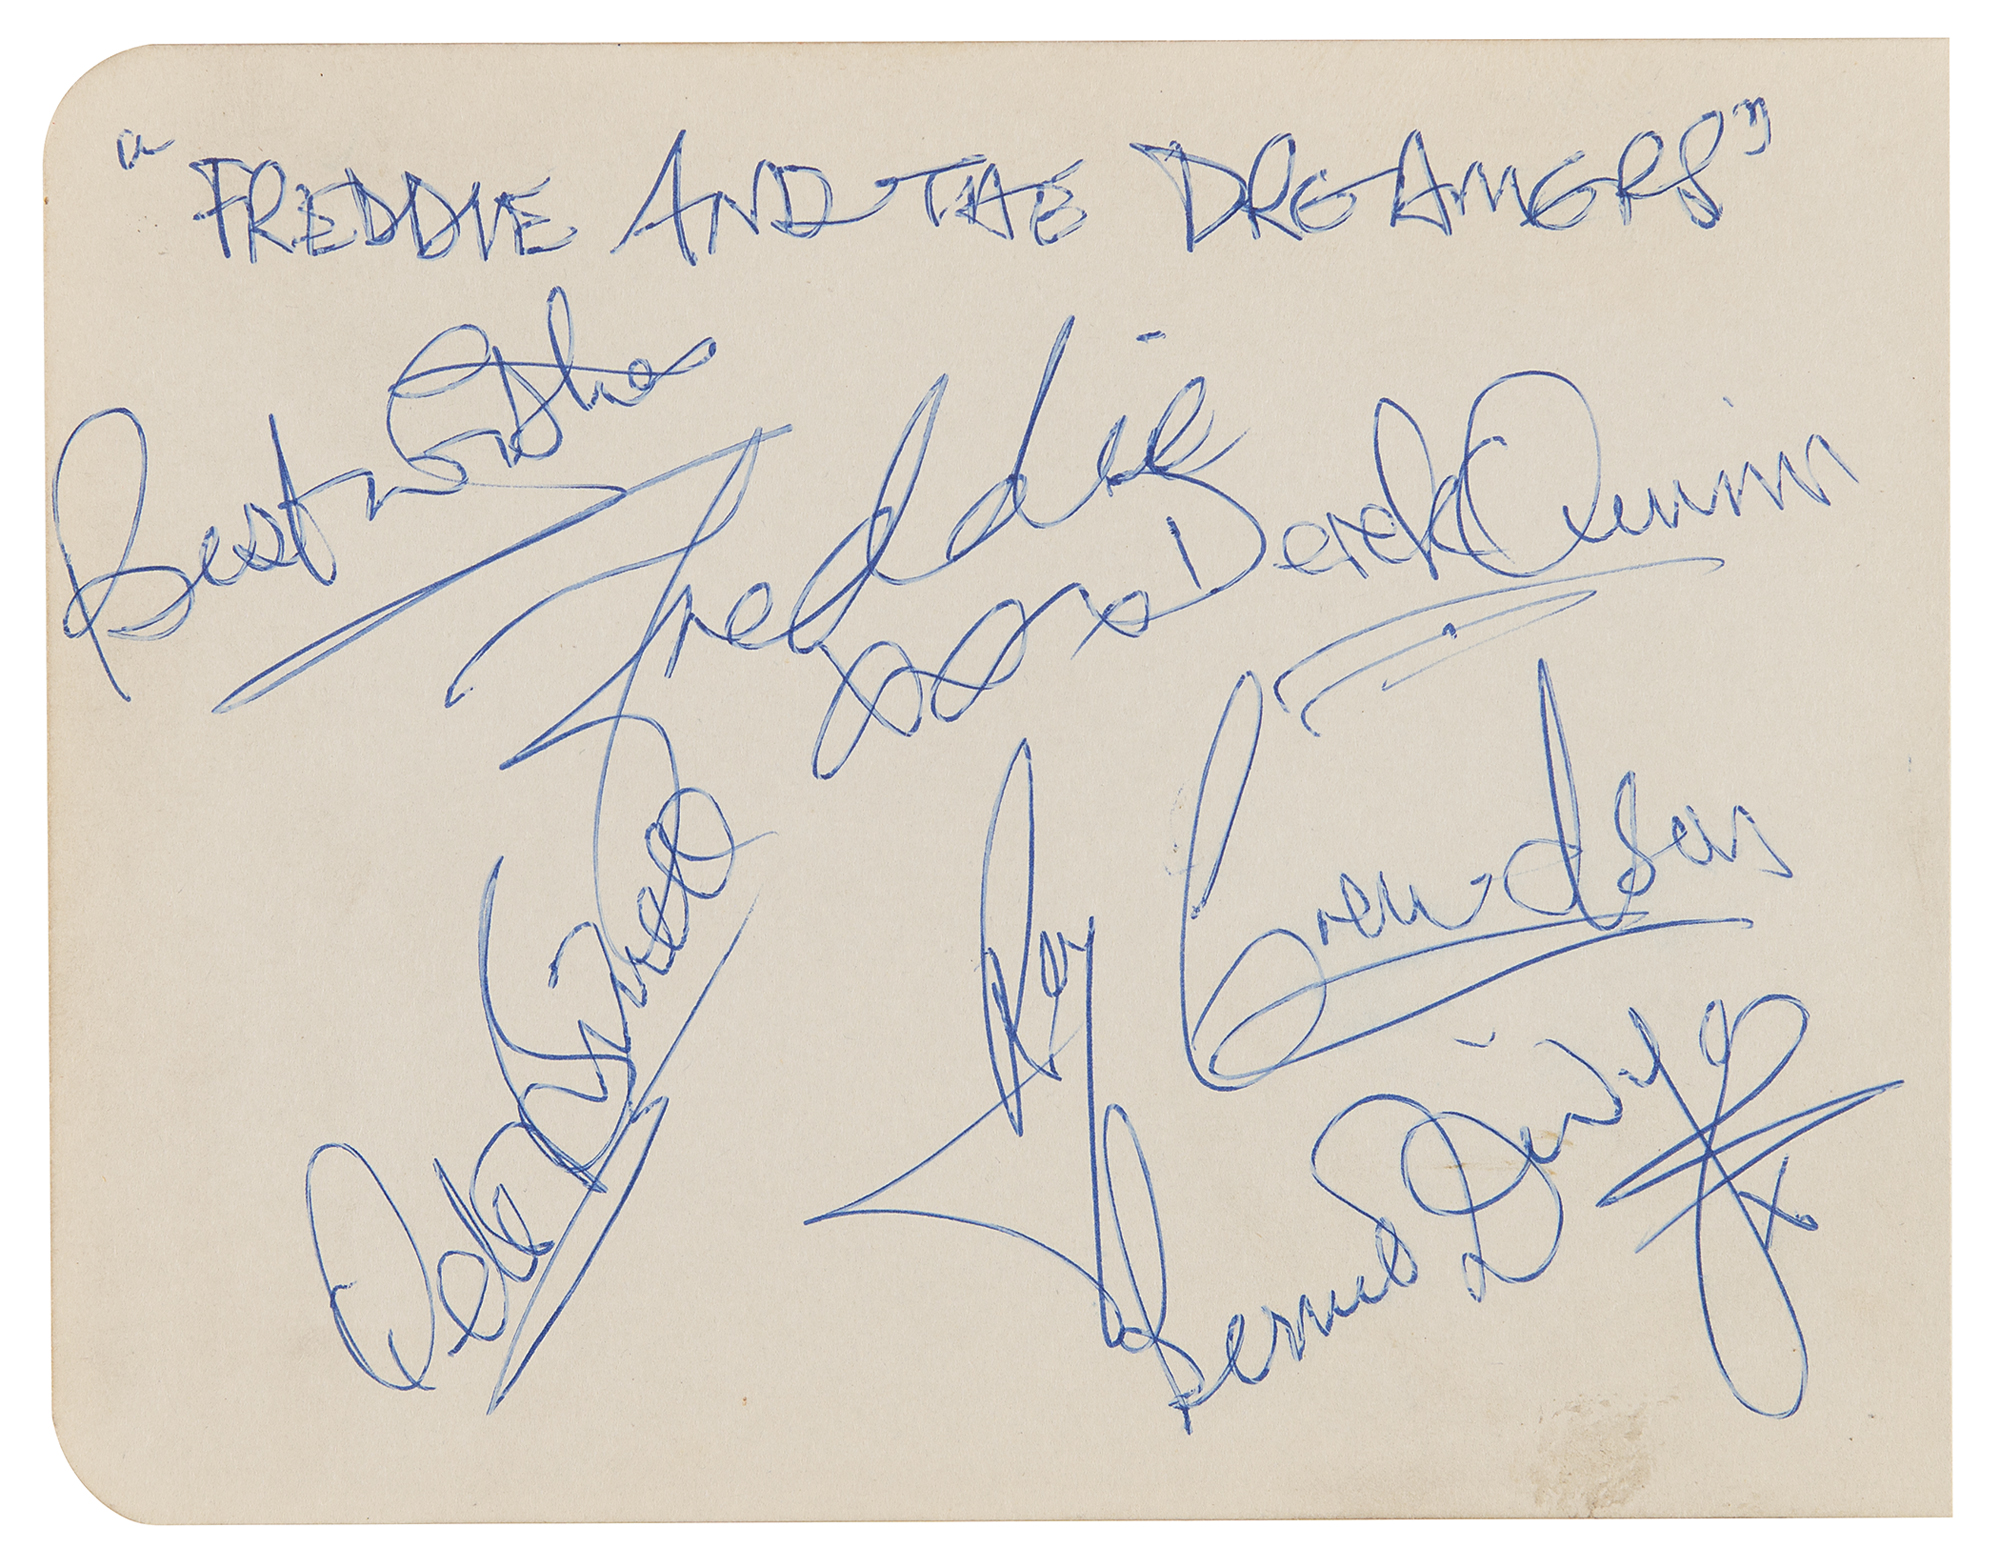 "FREDDIE AND THE DREAMERS"
Best Wishes
Freddie
xxx
Derek Quinn
Pete Birrell
Roy Crewdson
Bernie Dwyer
x